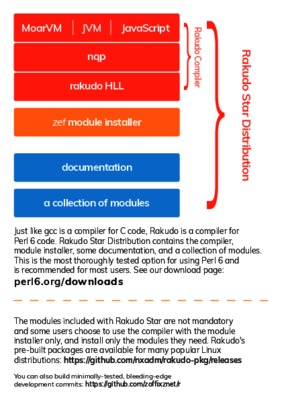 MoarVM | JVM | JavaScript
nqp
rakudo HLL
Rakudo Compiler
zef module installer
documentation
a collection of modules
Rakudo Star Distribution
Just like gcc is a compiler for C code, Rakudo is a compiler for
Perl 6 code. Rakudo Star Distribution contains the compiler,
module installer, some documentation, and a collection of modules.
This is the most thoroughly tested option for using Perl 6 and
is recommended for most users. See our download page:
perl6.org/downloads
The modules included with Rakudo Star are not mandatory
and some users choose to use the compiler with the module
installer only, and install only the modules they need. Rakudo's
pre-built packages are available for many popular Linux
distributions: https://github.com/nxadm/rakudo-pkg/releases
You can also build minimally-tested, bleeding-edge
development commits: https://github.com/zoffixznet/r